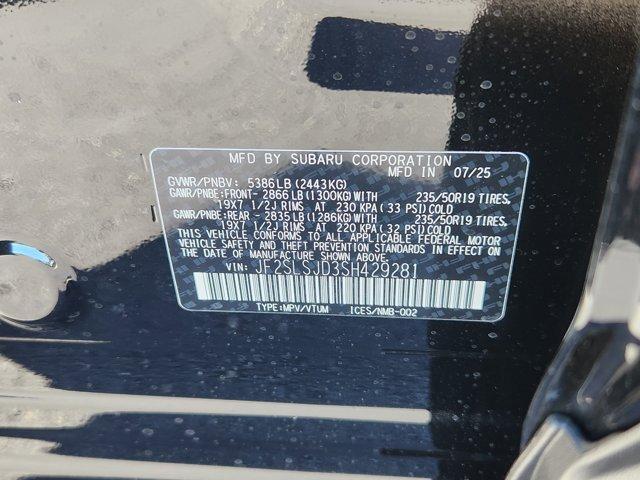 MFD BY SUBARU CORPORATION
MFD IN 07/25
GVWR/PNBV: 5386LB(2443KG)
GAWR/PNBE:FRONT- 2866LB(1300KG)WITH 235/50R19 TIRES,
19X7 1/2J RIMS AT 230 KPA(33 PSI)COLD
GAWR/PNBE:REAR - 2835LB(1286KG)WITH 235/50R19 TIRES,
19X7 1/2J RIMS AT 220 KPA(32 PSI)COLD
THIS VEHICLE CONFORMS TO ALL APPLICABLE FEDERAL MOTOR
VEHICLE SAFETY AND THEFT PREVENTION STANDARDS IN EFFECT ON
THE DATE OF MANUFACTURE SHOWN ABOVE.
VIN: JF2SLSJD3SH429281
TYPE:MPV/VTUM ICES/NMB-002